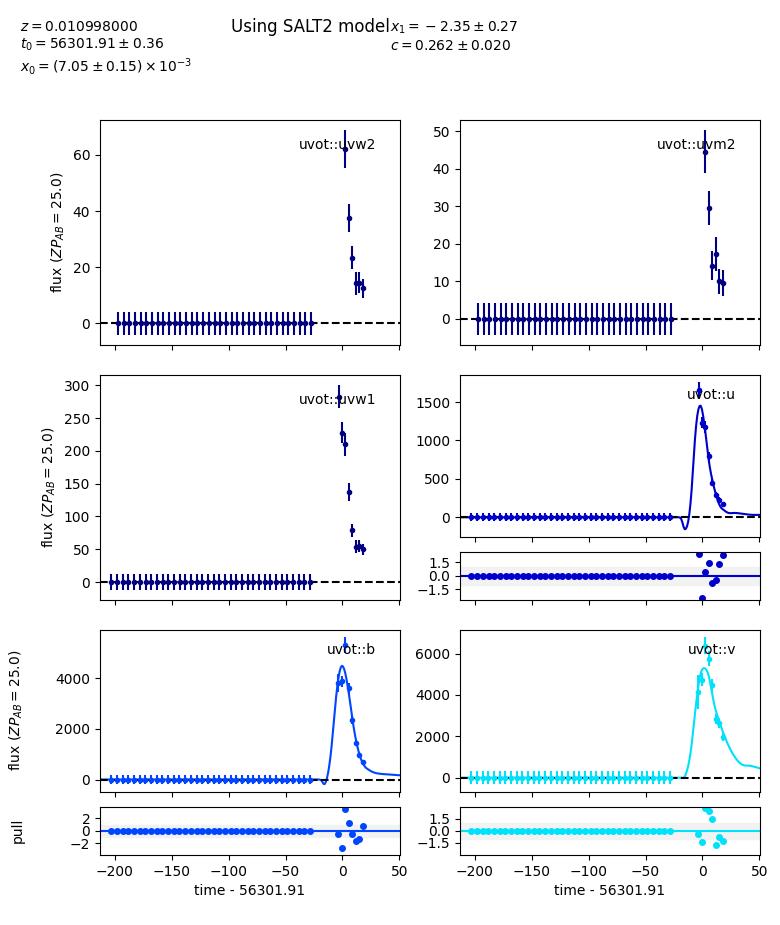 z = 0.010998000
t₀ = 56301.91 ± 0.36
x₀ = (7.05 ± 0.15) × 10⁻³
Using SALT2 model
x₁ = −2.35 ± 0.27
c = 0.262 ± 0.020
uvot::uvw2
60
40
20
0
flux (ZP_AB = 25.0)
uvot::uvm2
50
40
30
20
10
0
uvot::uvw1
300
250
200
150
100
50
0
flux (ZP_AB = 25.0)
uvot::u
1500
1000
500
0
1.5
0.0
−1.5
uvot::b
4000
2000
0
flux (ZP_AB = 25.0)
uvot::v
6000
4000
2000
0
pull
2
0
−2
−200 −150 −100 −50 0 50
time - 56301.91
1.5
0.0
−1.5
−200 −150 −100 −50 0 50
time - 56301.91